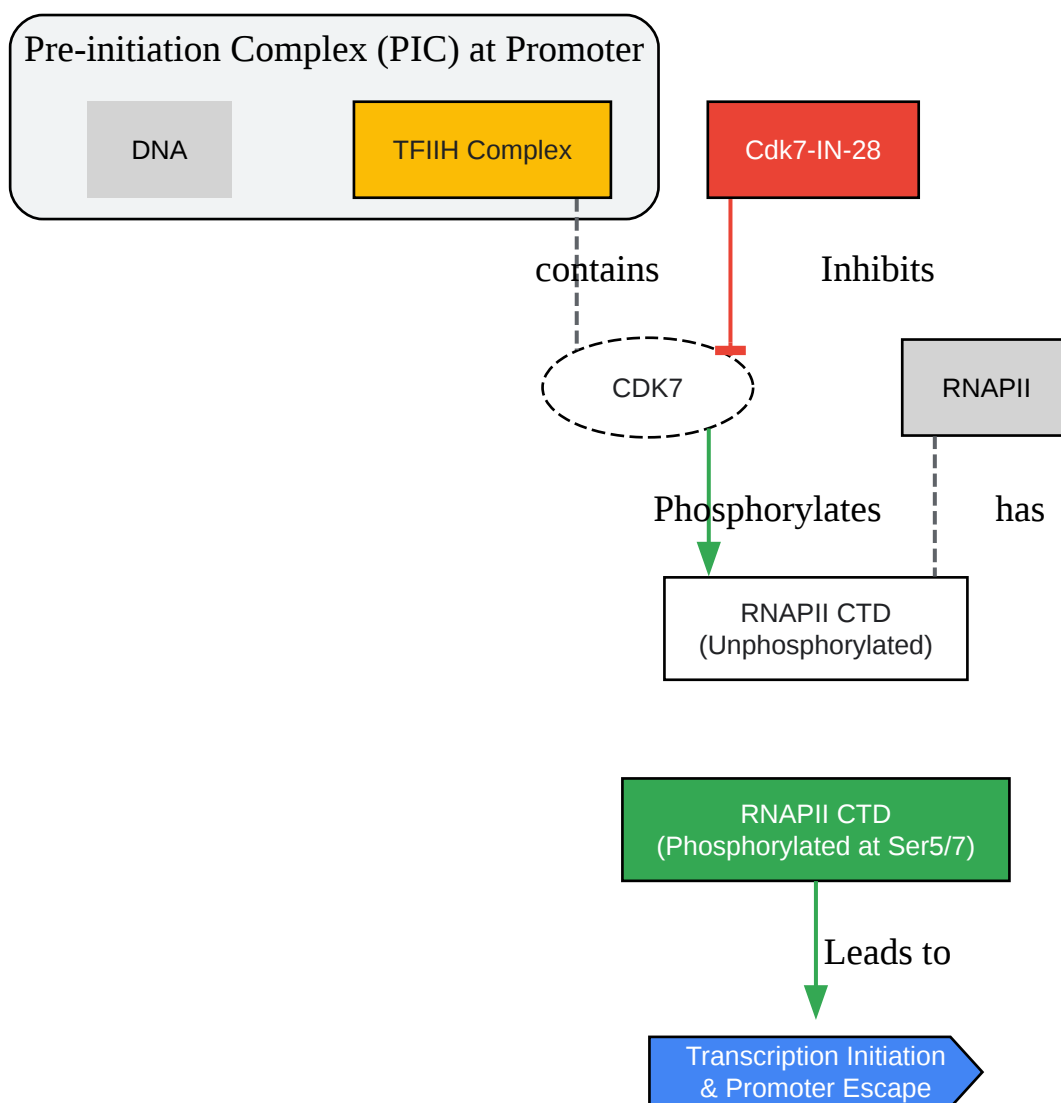 Pre-initiation Complex (PIC) at Promoter
DNA
TFIIH Complex
Cdk7-IN-28
contains
Inhibits
CDK7
RNAPII
Phosphorylates
has
RNAPII CTD
(Unphosphorylated)
RNAPII CTD
(Phosphorylated at Ser5/7)
Leads to
Transcription Initiation
& Promoter Escape